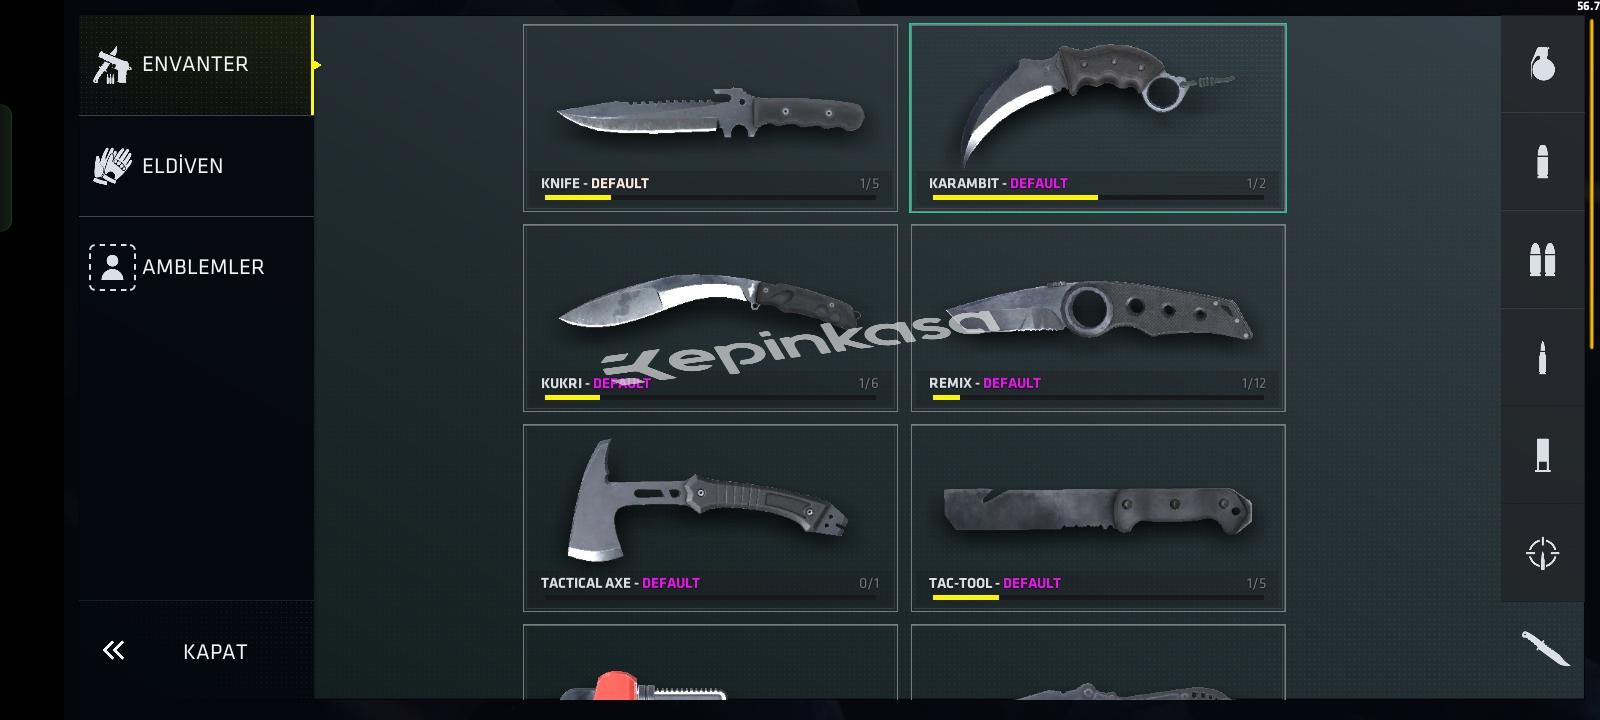 56.7
ENVANTER
ELDİVEN
AMBLEMLER
KAPAT
KNIFE - DEFAULT 1/5
KARAMBIT - DEFAULT 1/2
KUKRI - DEFAULT 1/6
REMIX - DEFAULT 1/12
epinkasa
TACTICAL AXE - DEFAULT 0/1
TAC-TOOL - DEFAULT 1/5